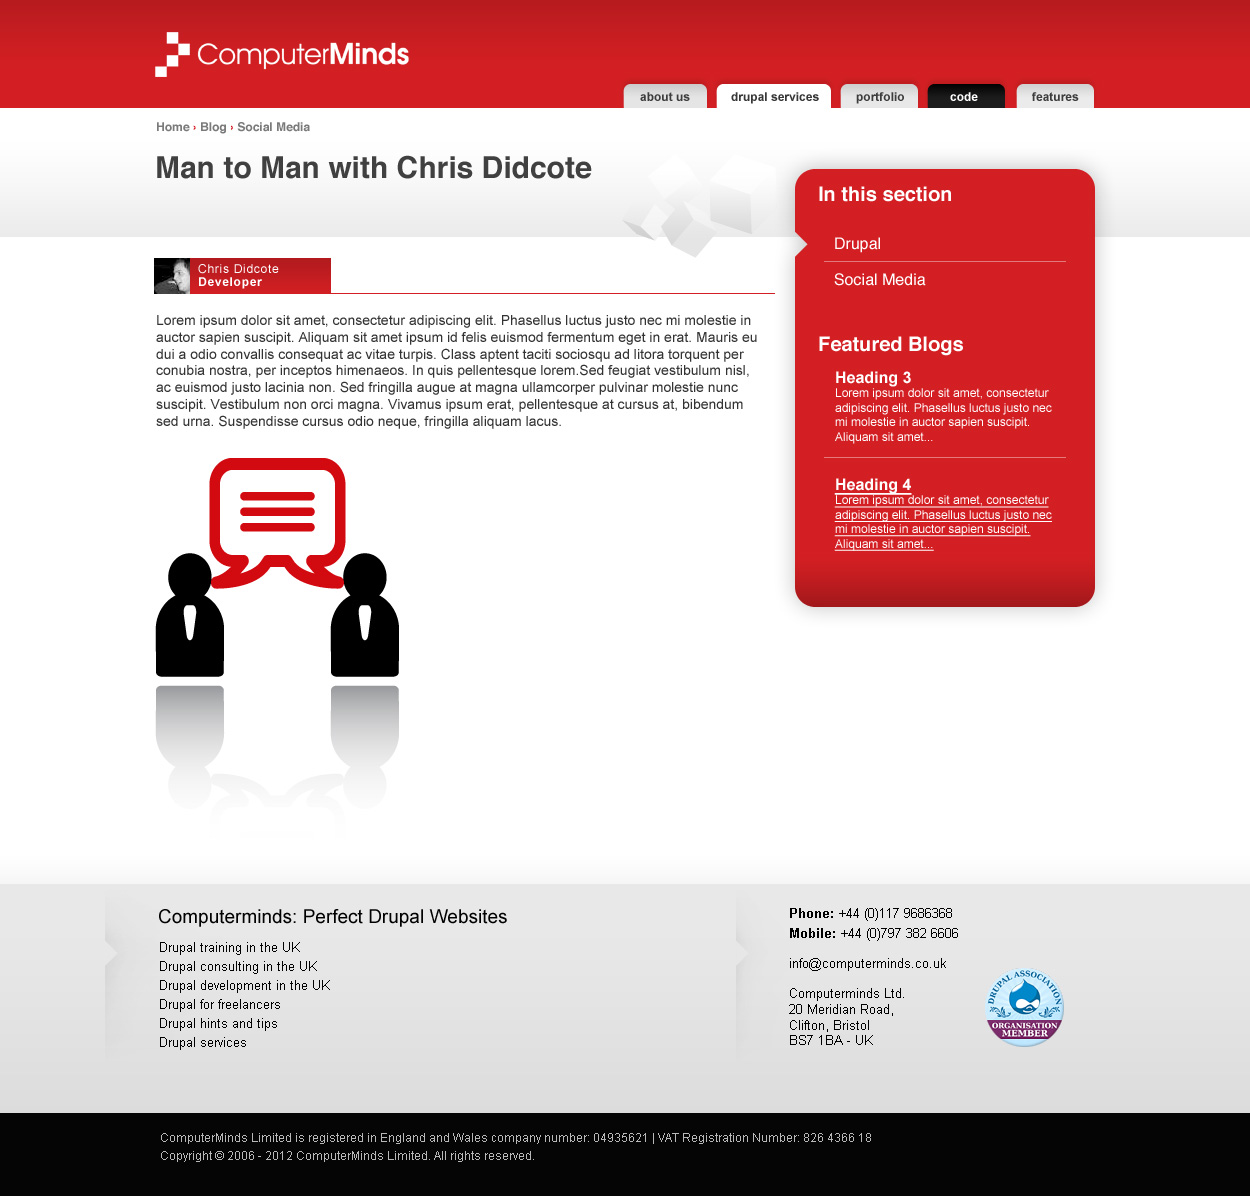 ComputerMinds
about us
drupal services
portfolio
code
features
Home › Blog › Social Media
Man to Man with Chris Didcote
Chris Didcote
Developer
Lorem ipsum dolor sit amet, consectetur adipiscing elit. Phasellus luctus justo nec mi molestie in
auctor sapien suscipit. Aliquam sit amet ipsum id felis euismod fermentum eget in erat. Mauris eu
dui a odio convallis consequat ac vitae turpis. Class aptent taciti sociosqu ad litora torquent per
conubia nostra, per inceptos himenaeos. In quis pellentesque lorem.Sed feugiat vestibulum nisl,
ac euismod justo lacinia non. Sed fringilla augue at magna ullamcorper pulvinar molestie nunc
suscipit. Vestibulum non orci magna. Vivamus ipsum erat, pellentesque at cursus at, bibendum
sed urna. Suspendisse cursus odio neque, fringilla aliquam lacus.
In this section
Drupal
Social Media
Featured Blogs
Heading 3
Lorem ipsum dolor sit amet, consectetur
adipiscing elit. Phasellus luctus justo nec
mi molestie in auctor sapien suscipit.
Aliquam sit amet...
Heading 4
Lorem ipsum dolor sit amet, consectetur
adipiscing elit. Phasellus luctus justo nec
mi molestie in auctor sapien suscipit.
Aliquam sit amet...
Computerminds: Perfect Drupal Websites
Drupal training in the UK
Drupal consulting in the UK
Drupal development in the UK
Drupal for freelancers
Drupal hints and tips
Drupal services
Phone: +44 (0)117 9686368
Mobile: +44 (0)797 382 6606
info@computerminds.co.uk
Computerminds Ltd.
20 Meridian Road,
Clifton, Bristol
BS7 1BA - UK
DRUPAL ASSOCIATION
ORGANISATION
MEMBER
ComputerMinds Limited is registered in England and Wales company number: 04935621 | VAT Registration Number: 826 4366 18
Copyright © 2006 - 2012 ComputerMinds Limited. All rights reserved.